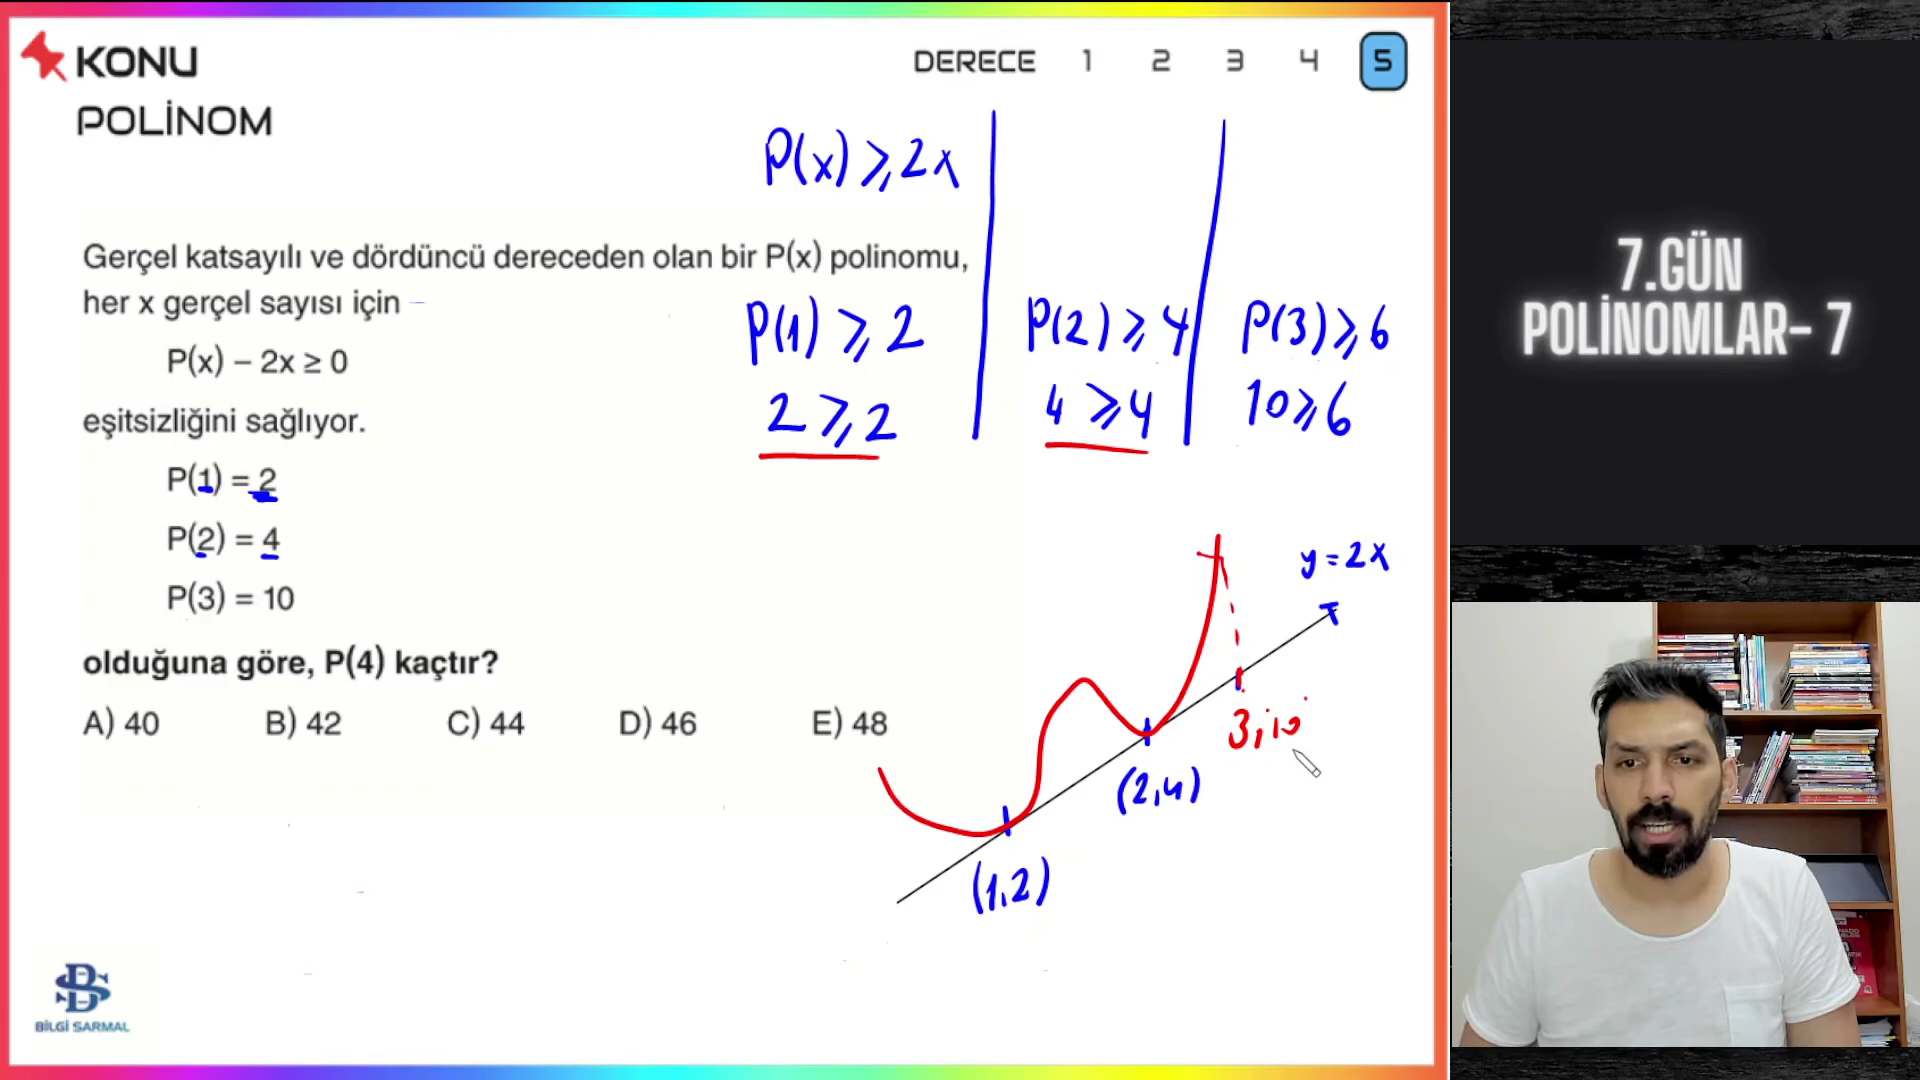 KONU
POLİNOM
DERECE 1 2 3 4 5
P(x) ≥ 2x
Gerçel katsayılı ve dördüncü dereceden olan bir P(x) polinomu,
her x gerçel sayısı için
P(x) – 2x ≥ 0
eşitsizliğini sağlıyor.
P(1) = 2
P(2) = 4
P(3) = 10
olduğuna göre, P(4) kaçtır?
A) 40 B) 42 C) 44 D) 46 E) 48
P(1) ≥ 2
2 ≥ 2
P(2) ≥ 4
4 ≥ 4
P(3) ≥ 6
10 ≥ 6
y = 2x
3, 10
(2,4)
(1,2)
BİLGİ SARMAL
7.GÜN
POLİNOMLAR- 7